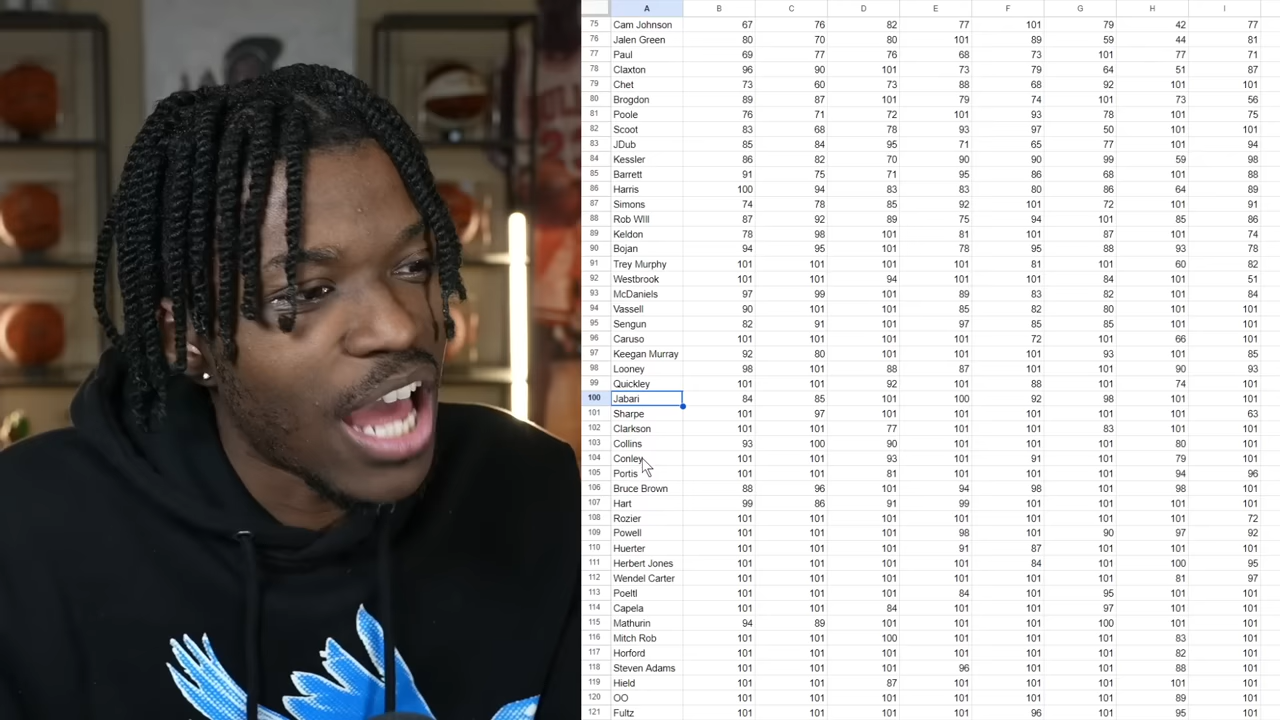 A B C D E F G H I
75 Cam Johnson 67 76 82 77 101 79 42 77
76 Jalen Green 80 70 80 101 89 59 44 81
77 Paul 69 77 76 68 73 101 77 71
78 Claxton 96 90 101 73 79 64 51 87
79 Chet 73 60 73 88 68 92 101 101
80 Brogdon 89 87 101 79 74 101 73 56
81 Poole 76 71 72 101 93 78 101 75
82 Scoot 83 68 78 93 97 50 101 101
83 JDub 85 84 95 71 65 77 101 94
84 Kessler 86 82 70 90 90 99 59 98
85 Barrett 91 75 71 95 86 68 101 88
86 Harris 100 94 83 83 80 86 64 89
87 Simons 74 78 85 92 101 72 101 91
88 Rob WIll 87 92 89 75 94 101 85 86
89 Keldon 78 98 101 81 101 87 101 74
90 Bojan 94 95 101 78 95 88 93 78
91 Trey Murphy 101 101 101 101 81 101 60 82
92 Westbrook 101 101 94 101 101 84 101 51
93 McDaniels 97 99 101 89 83 82 101 84
94 Vassell 90 101 101 85 82 80 101 101
95 Sengun 82 91 101 97 85 85 101 101
96 Caruso 101 101 101 101 72 101 66 101
97 Keegan Murray 92 80 101 101 101 93 101 85
98 Looney 98 101 88 87 101 101 90 93
99 Quickley 101 101 92 101 88 101 74 101
100 Jabari 84 85 101 100 92 98 101 101
101 Sharpe 101 97 101 101 101 101 101 63
102 Clarkson 101 101 77 101 101 83 101 101
103 Collins 93 100 90 101 101 101 80 101
104 Conley 101 101 93 101 91 101 79 101
105 Portis 101 101 81 101 101 101 94 96
106 Bruce Brown 88 96 101 94 98 101 98 101
107 Hart 99 86 91 99 101 101 101 101
108 Rozier 101 101 101 101 101 101 101 72
109 Powell 101 101 101 98 101 90 97 92
110 Huerter 101 101 101 91 87 101 101 101
111 Herbert Jones 101 101 101 101 84 101 100 95
112 Wendel Carter 101 101 101 101 101 101 81 97
113 Poeltl 101 101 101 84 101 95 101 101
114 Capela 101 101 84 101 101 97 101 101
115 Mathurin 94 89 101 101 101 100 101 101
116 Mitch Rob 101 101 100 101 101 101 83 101
117 Horford 101 101 101 101 101 101 82 101
118 Steven Adams 101 101 101 96 101 101 88 101
119 Hield 101 101 87 101 101 101 101 101
120 OO 101 101 101 101 101 101 89 101
121 Fultz 101 101 101 101 96 101 95 101